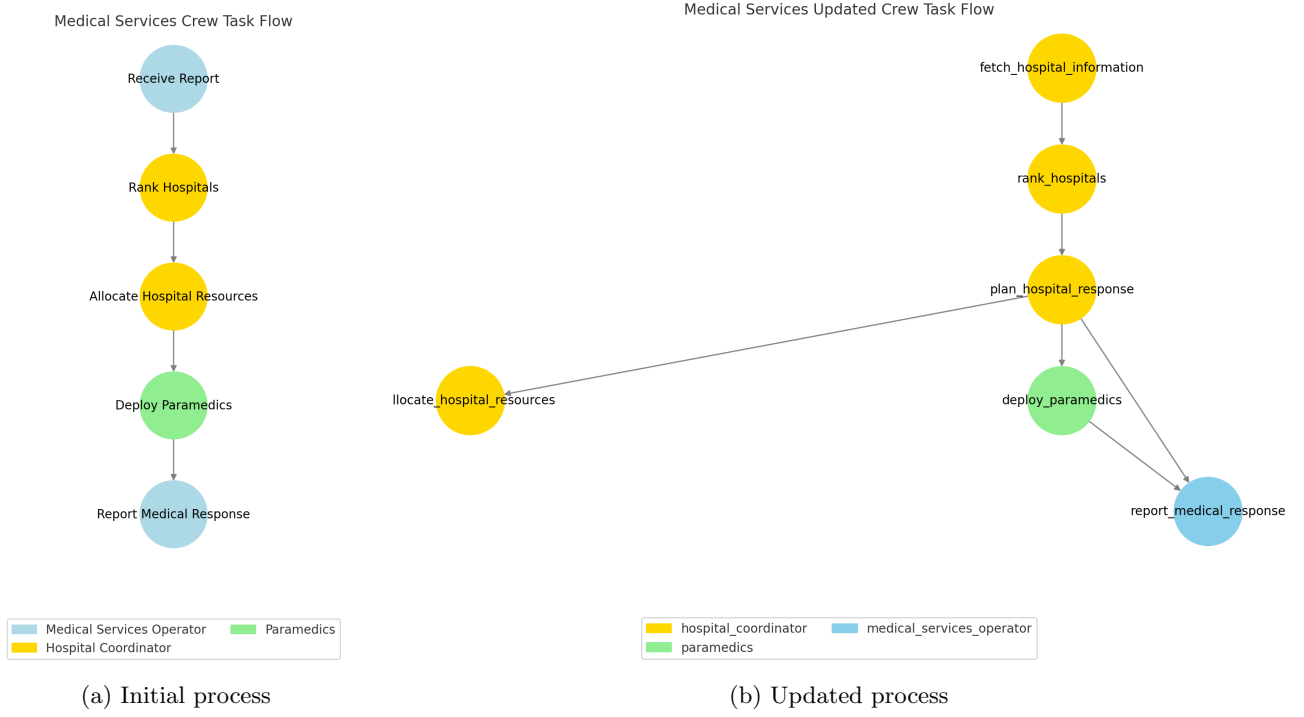 Medical Services Crew Task Flow
Receive Report
Rank Hospitals
Allocate Hospital Resources
Deploy Paramedics
Report Medical Response
Medical Services Operator
Hospital Coordinator
Paramedics
(a) Initial process
Medical Services Updated Crew Task Flow
fetch_hospital_information
rank_hospitals
plan_hospital_response
llocate_hospital_resources
deploy_paramedics
report_medical_response
hospital_coordinator
paramedics
medical_services_operator
(b) Updated process